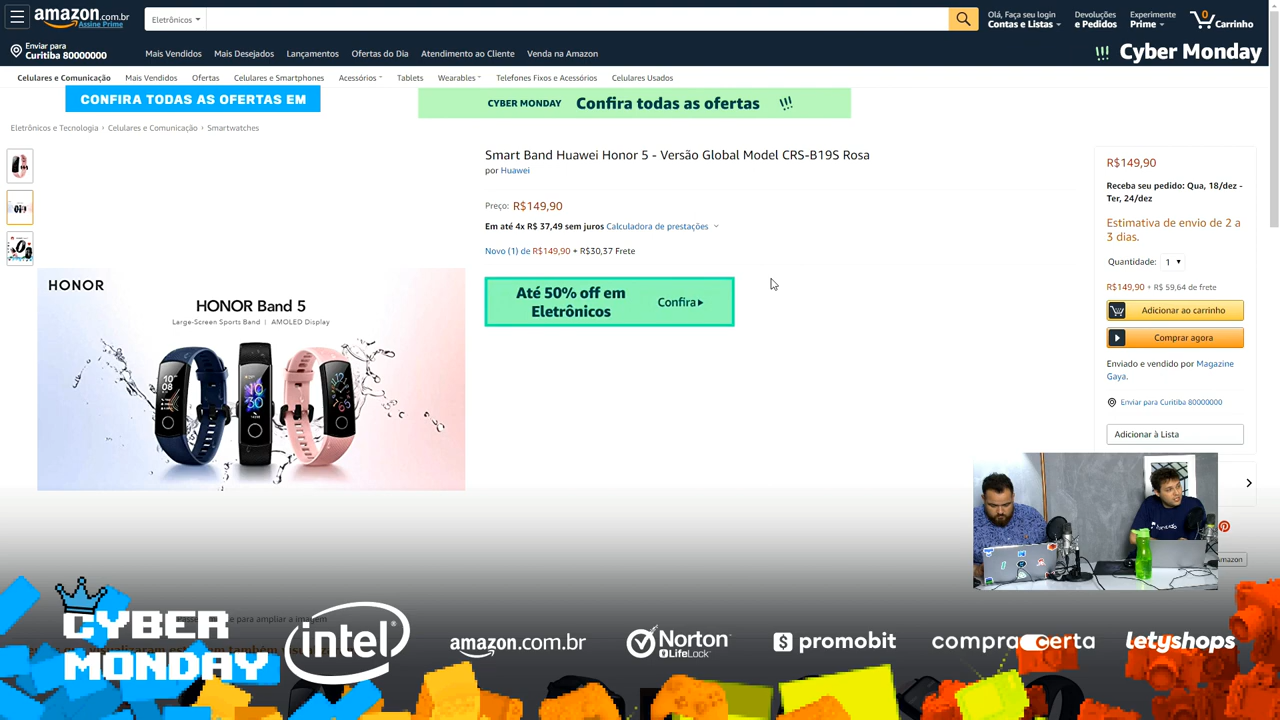 amazon.com.br
Assine Prime
Eletrônicos
Olá, Faça seu login
Contas e Listas
Devoluções
e Pedidos
Experimente
Prime
0
Carrinho
Enviar para
Curitiba 80000000
Mais Vendidos
Mais Desejados
Lançamentos
Ofertas do Dia
Atendimento ao Cliente
Venda na Amazon
Cyber Monday
Celulares e Comunicação
Mais Vendidos
Ofertas
Celulares e Smartphones
Acessórios
Tablets
Wearables
Telefones Fixos e Acessórios
Celulares Usados
CONFIRA TODAS AS OFERTAS EM
CYBER MONDAY Confira todas as ofertas
Eletrônicos e Tecnologia › Celulares e Comunicação › Smartwatches
Smart Band Huawei Honor 5 - Versão Global Model CRS-B19S Rosa
por Huawei
Preço: R$149,90
Em até 4x R$ 37,49 sem juros Calculadora de prestações
Novo (1) de R$149,90 + R$30,37 Frete
Até 50% off em
Eletrônicos
Confira
HONOR
HONOR Band 5
Large-Screen Sports Band | AMOLED Display
R$149,90
Receba seu pedido: Qua, 18/dez -
Ter, 24/dez
Estimativa de envio de 2 a
3 dias.
Quantidade: 1
R$149,90 + R$ 59,64 de frete
Adicionar ao carrinho
Comprar agora
Enviado e vendido por Magazine
Gaya.
Enviar para Curitiba 80000000
Adicionar à Lista
Amazon
para ampliar a imagem
CYBER
MONDAY
intel
amazon.com.br
Norton
LifeLock
promobit
compracerta
letyshops